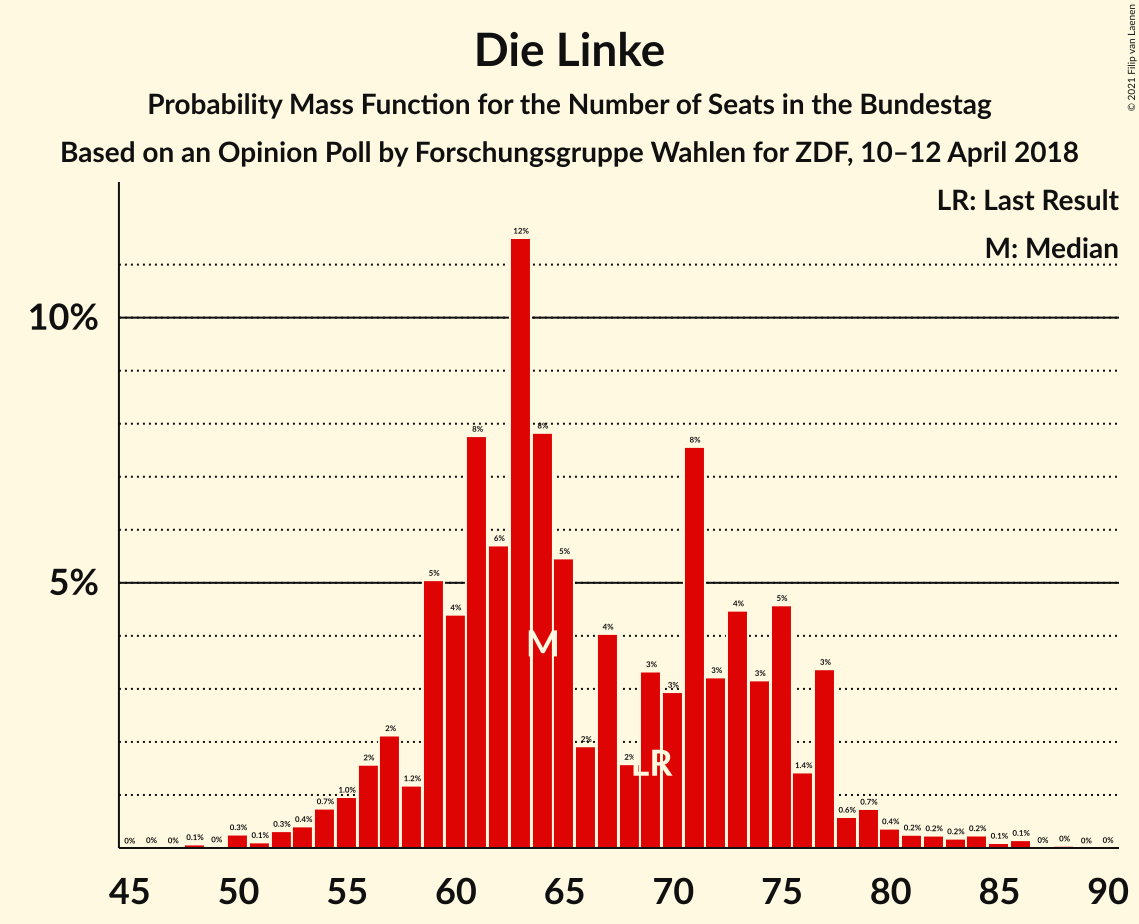 Die Linke
Probability Mass Function for the Number of Seats in the Bundestag
Based on an Opinion Poll by Forschungsgruppe Wahlen for ZDF, 10–12 April 2018
© 2021 Filip van Laenen
LR: Last Result
M: Median
10%
5%
0% 0% 0% 0.1% 0% 0.3% 0.1% 0.3% 0.4% 0.7% 1.0% 2% 2% 1.2% 5% 4% 8% 6% 12% 8% 5% 2% 4% 2% 3% 3% 8% 3% 4% 3% 5% 1.4% 3% 0.6% 0.7% 0.4% 0.2% 0.2% 0.2% 0.2% 0.1% 0.1% 0% 0% 0% 0%
M
LR
45 50 55 60 65 70 75 80 85 90